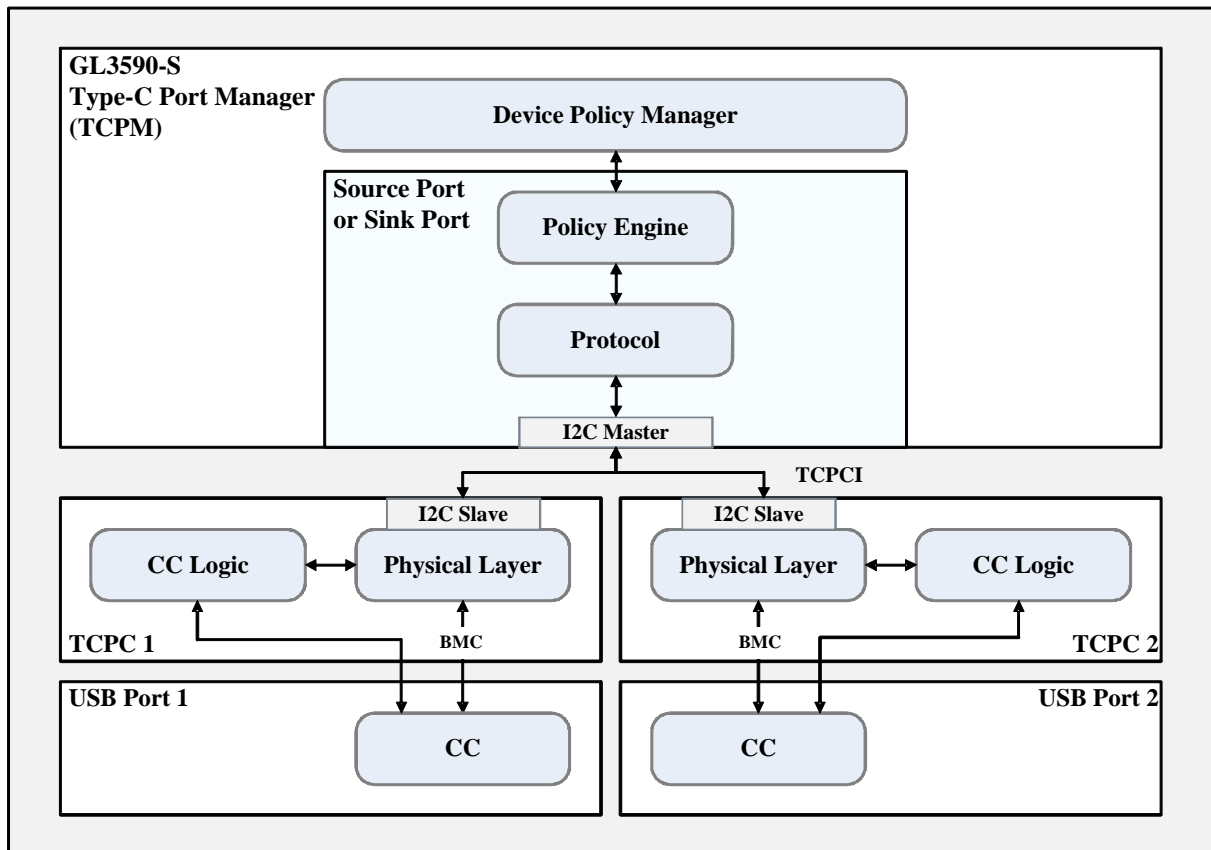 GL3590-S
Type-C Port Manager
(TCPM)
Device Policy Manager
Source Port
or Sink Port
Policy Engine
Protocol
I2C Master
TCPCI
I2C Slave
CC Logic
Physical Layer
BMC
TCPC 1
I2C Slave
Physical Layer
CC Logic
BMC
TCPC 2
USB Port 1
CC
USB Port 2
CC